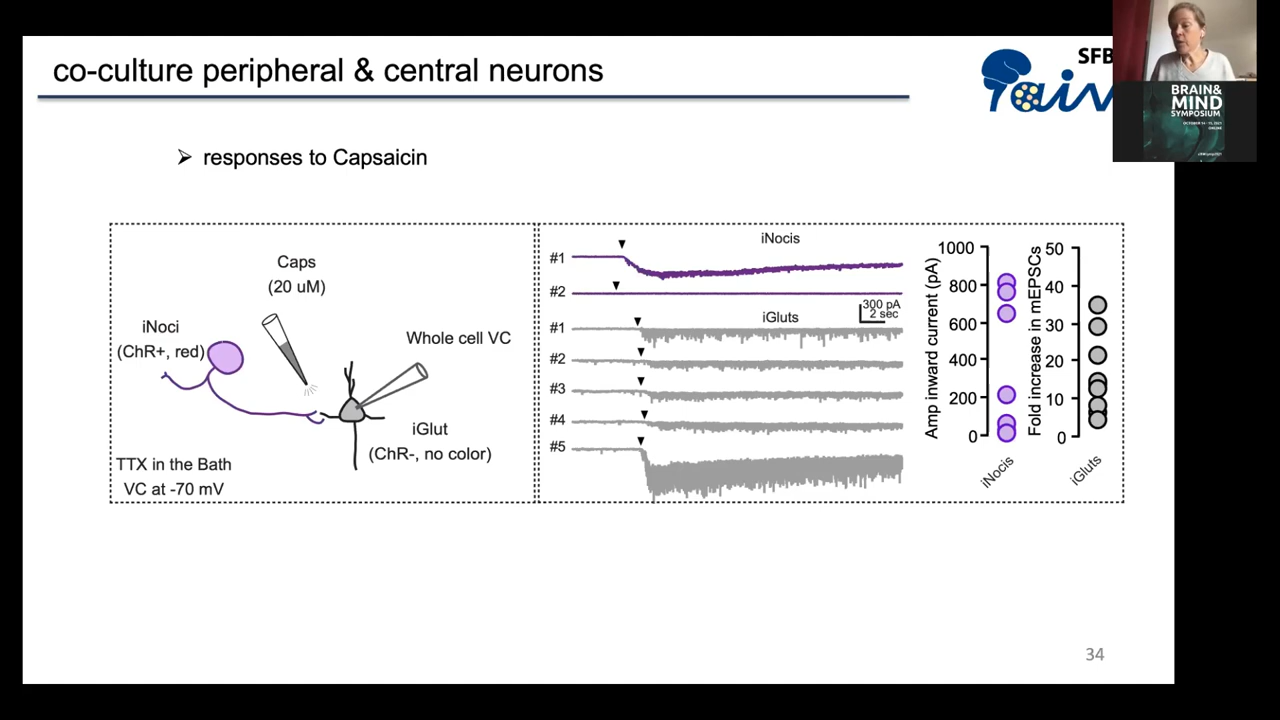 co-culture peripheral & central neurons
SFB
BRAIN&
MIND
SYMPOSIUM
ONLINE
➢ responses to Capsaicin
Caps
(20 uM)
iNoci
(ChR+, red)
Whole cell VC
iGlut
(ChR-, no color)
TTX in the Bath
VC at -70 mV
iNocis
#1
#2
300 pA
2 sec
iGluts
#1
#2
#3
#4
#5
Amp inward current (pA)
1000
800
600
400
200
0
iNocis
Fold increase in mEPSCs
50
40
30
20
10
0
iGluts
34